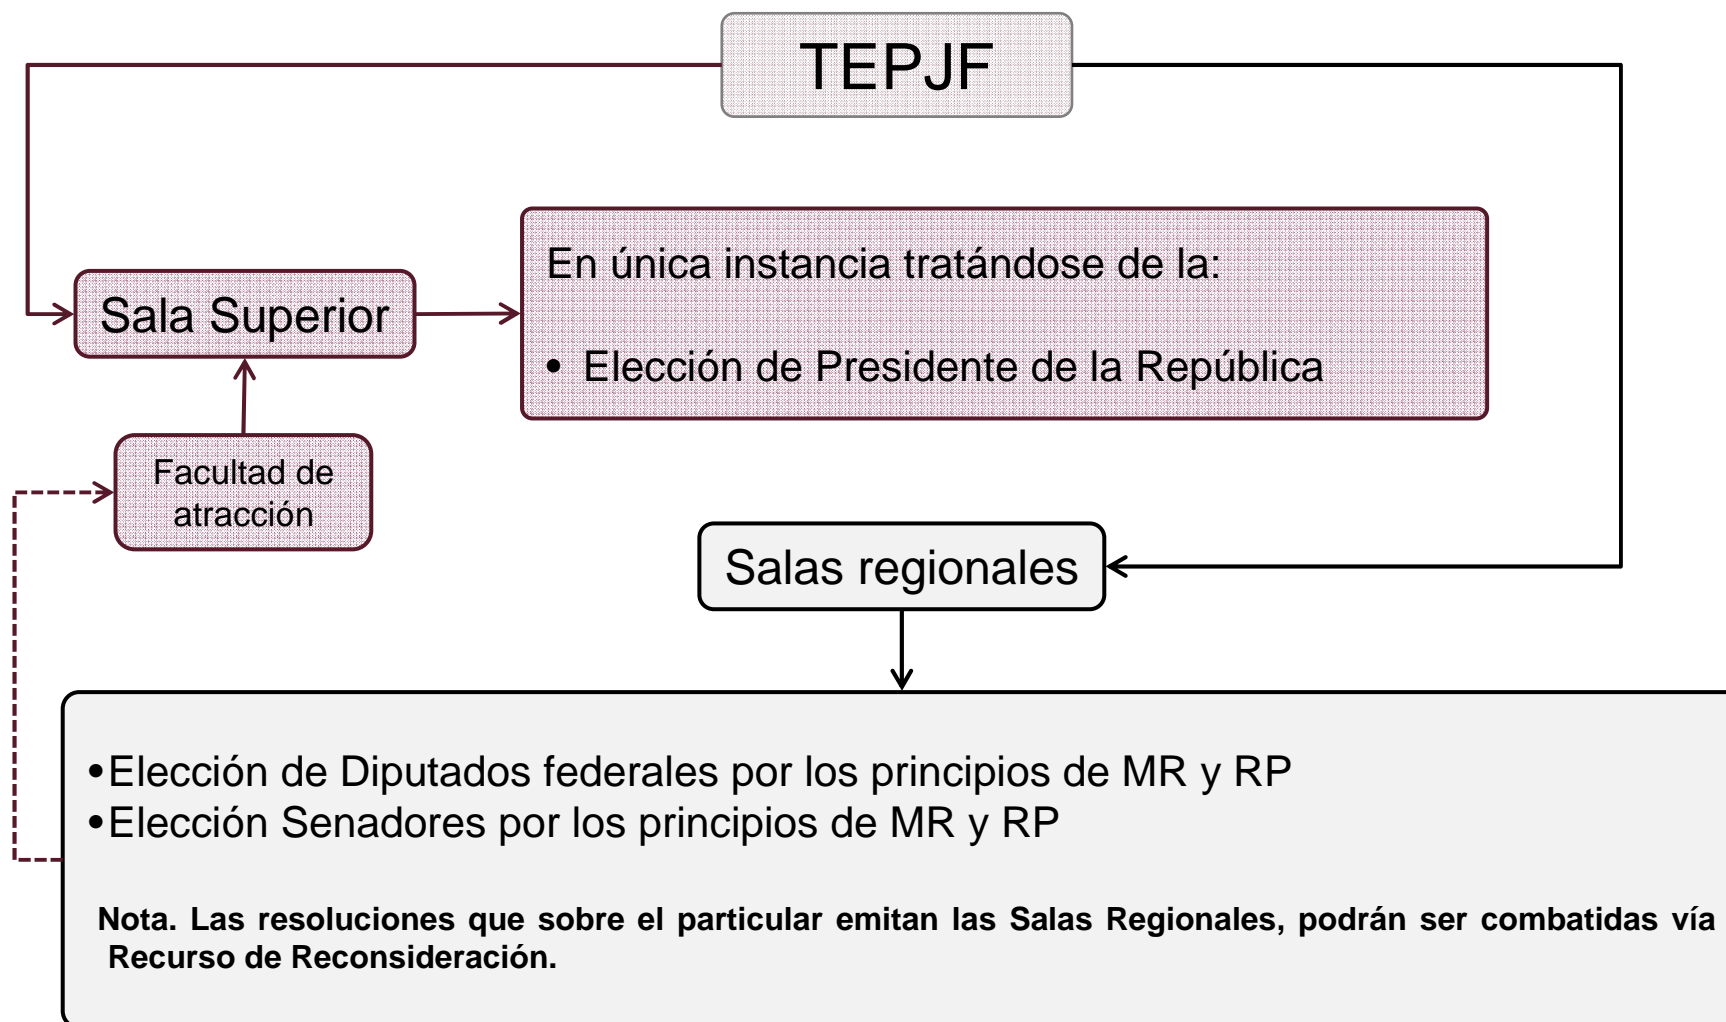 TEPJF
En única instancia tratándose de la:
Sala Superior
• Elección de Presidente de la República
Facultad de
atracción
Salas regionales
•Elección de Diputados federales por los principios de MR y RP
•Elección Senadores por los principios de MR y RP
Nota. Las resoluciones que sobre el particular emitan las Salas Regionales, podrán ser combatidas vía
Recurso de Reconsideración.